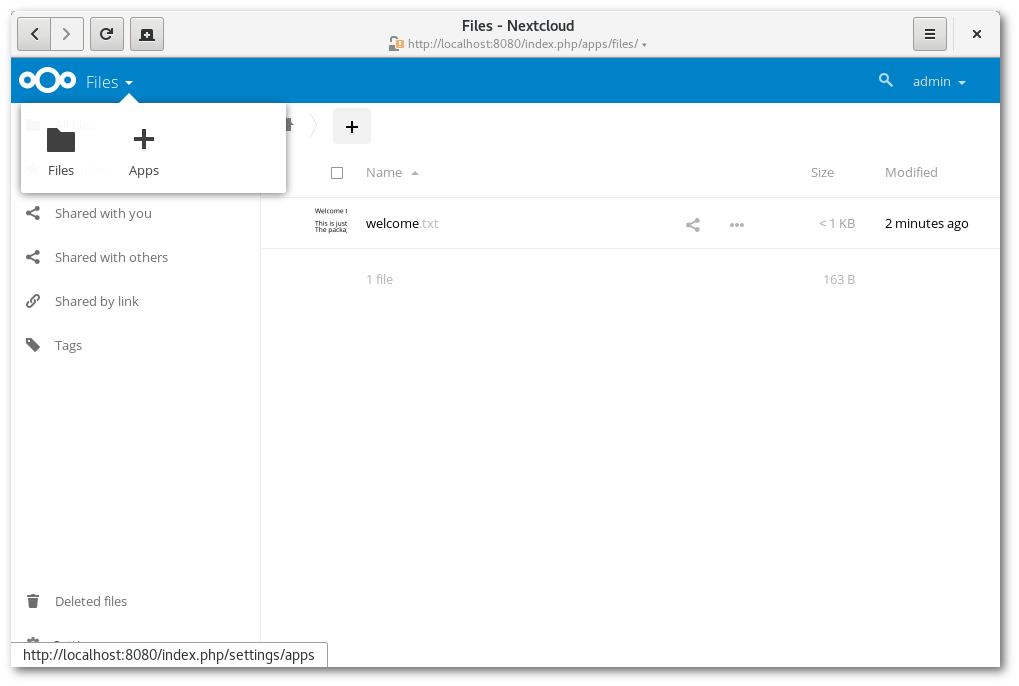 Files - Nextcloud
http://localhost:8080/index.php/apps/files/
Files
admin
Files
Apps
Name
Size
Modified
Shared with you
Welcome t
This is just
The packa
welcome.txt
< 1 KB
2 minutes ago
Shared with others
1 file
163 B
Shared by link
Tags
Deleted files
http://localhost:8080/index.php/settings/apps